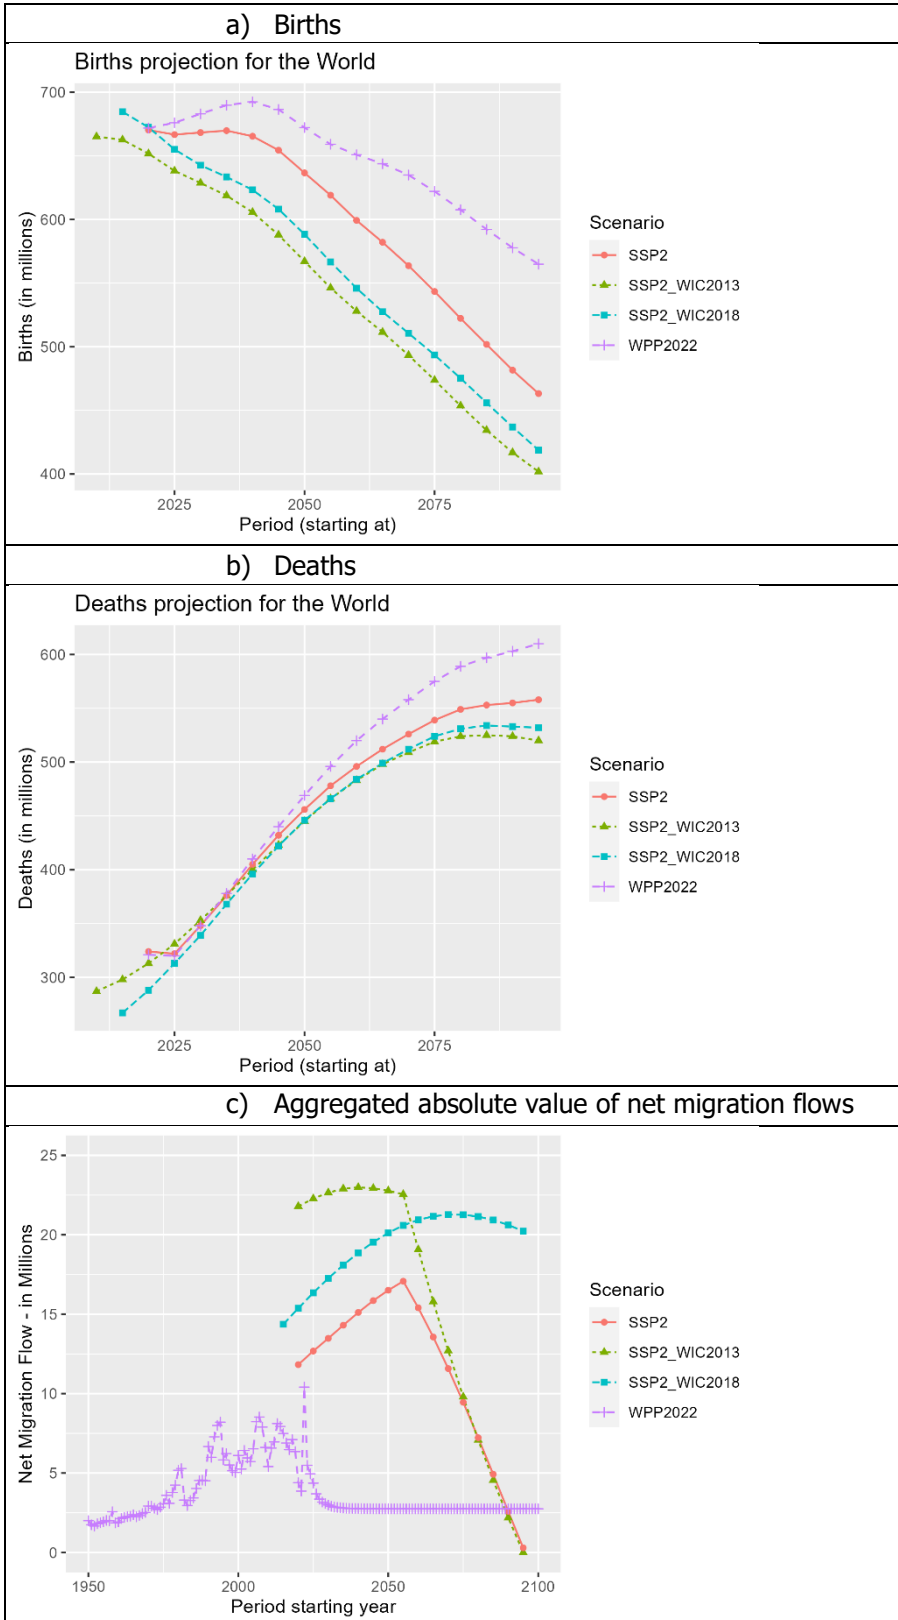 a) Births
Births projection for the World
700
600
500
400
Births (in millions)
2025 2050 2075
Period (starting at)
Scenario
SSP2
SSP2_WIC2013
SSP2_WIC2018
WPP2022
b) Deaths
Deaths projection for the World
600
500
400
300
Deaths (in millions)
2025 2050 2075
Period (starting at)
Scenario
SSP2
SSP2_WIC2013
SSP2_WIC2018
WPP2022
c) Aggregated absolute value of net migration flows
25
20
15
10
5
0
Net Migration Flow - in Millions
1950 2000 2050 2100
Period starting year
Scenario
SSP2
SSP2_WIC2013
SSP2_WIC2018
WPP2022